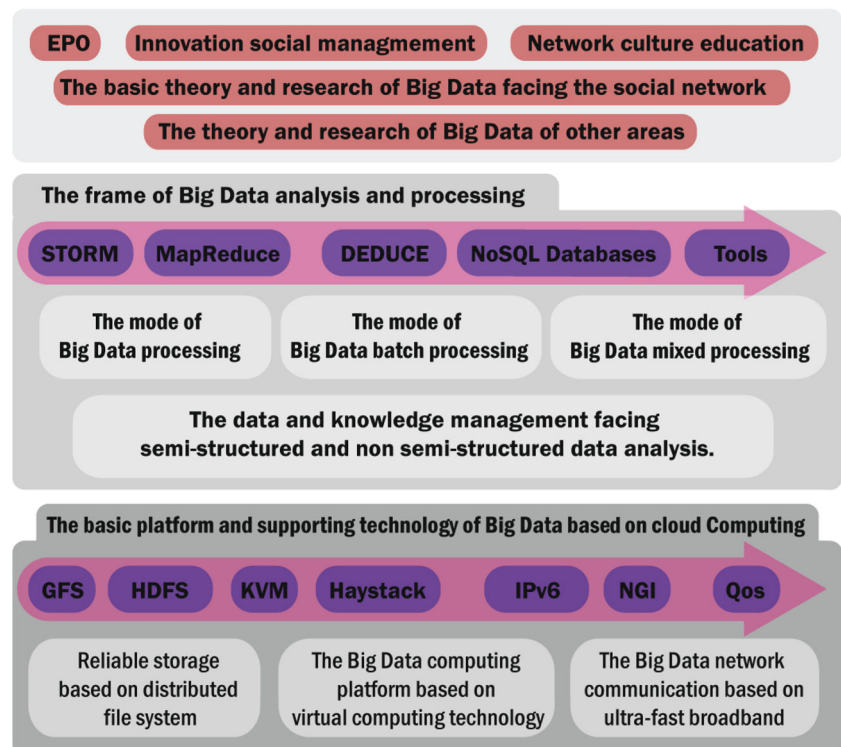 EPO
Innovation social managmement
Network culture education
The basic theory and research of Big Data facing the social network
The theory and research of Big Data of other areas
The frame of Big Data analysis and processing
STORM
MapReduce
DEDUCE
NoSQL Databases
Tools
The mode of
Big Data processing
The mode of
Big Data batch processing
The mode of
Big Data mixed processing
The data and knowledge management facing
semi-structured and non semi-structured data analysis.
The basic platform and supporting technology of Big Data based on cloud Computing
GFS
HDFS
KVM
Haystack
IPv6
NGI
Qos
Reliable storage
based on distributed
file system
The Big Data computing
platform based on
virtual computing technology
The Big Data network
communication based on
ultra-fast broadband